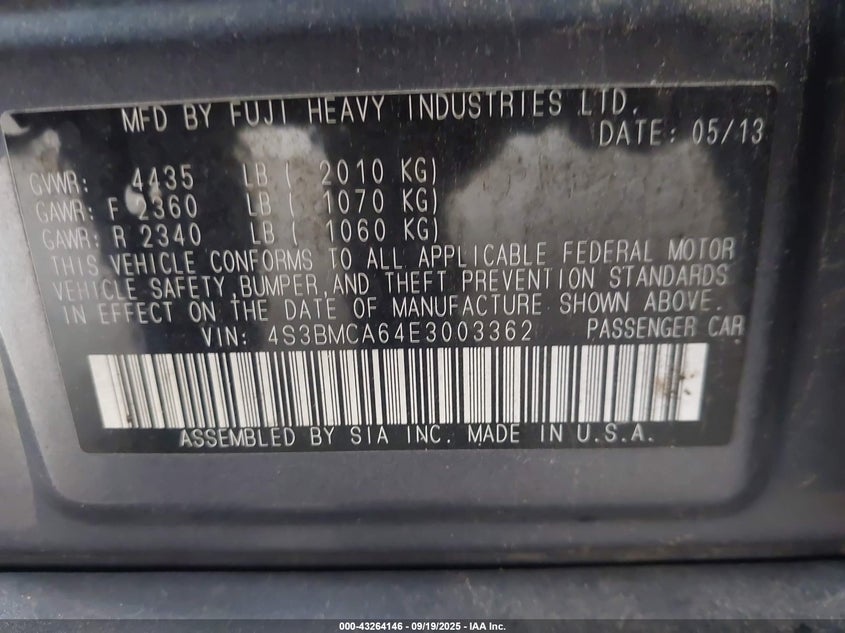 MFD BY FUJI HEAVY INDUSTRIES LTD.
DATE: 05/13
GVWR: 4435 LB ( 2010 KG)
GAWR: F 2360 LB ( 1070 KG)
GAWR: R 2340 LB ( 1060 KG)
THIS VEHICLE CONFORMS TO ALL APPLICABLE FEDERAL MOTOR
VEHICLE SAFETY, BUMPER, AND THEFT PREVENTION STANDARDS
IN EFFECT ON THE DATE OF MANUFACTURE SHOWN ABOVE.
VIN: 4S3BMCA64E3003362 PASSENGER CAR
ASSEMBLED BY SIA INC. MADE IN U.S.A.
000-43264146 - 09/19/2025 - IAA Inc.